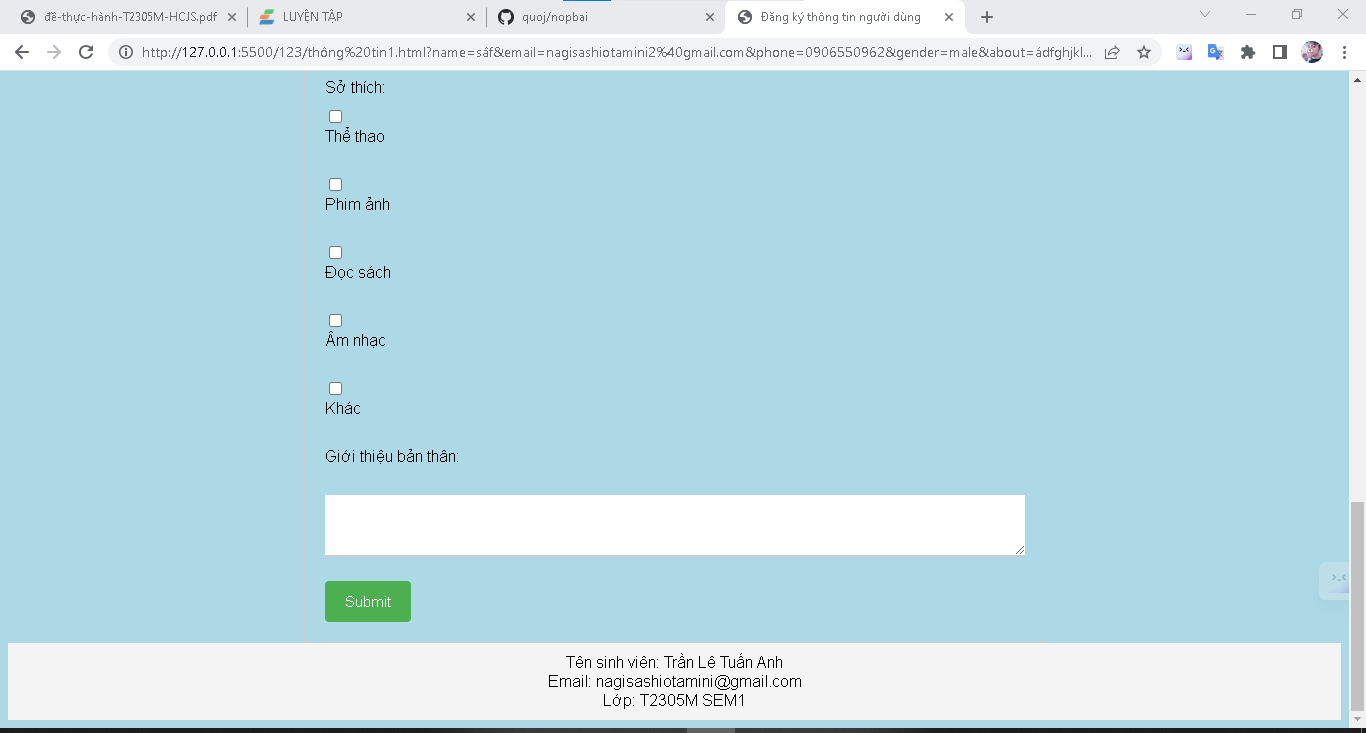 đề-thực-hành-T2305M-HCJS.pdf
LUYỆN TẬP
quoj/nopbai
Đăng ký thông tin người dùng
http://127.0.0.1:5500/123/thông%20tin1.html?name=sâf&email=nagisashiotamini2%40gmail.com&phone=0906550962&gender=male&about=ádfghjkl...
Sở thích:
Thể thao
Phim ảnh
Đọc sách
Âm nhạc
Khác
Giới thiệu bản thân:
Submit
Tên sinh viên: Trần Lê Tuấn Anh
Email: nagisashiotamini@gmail.com
Lớp: T2305M SEM1